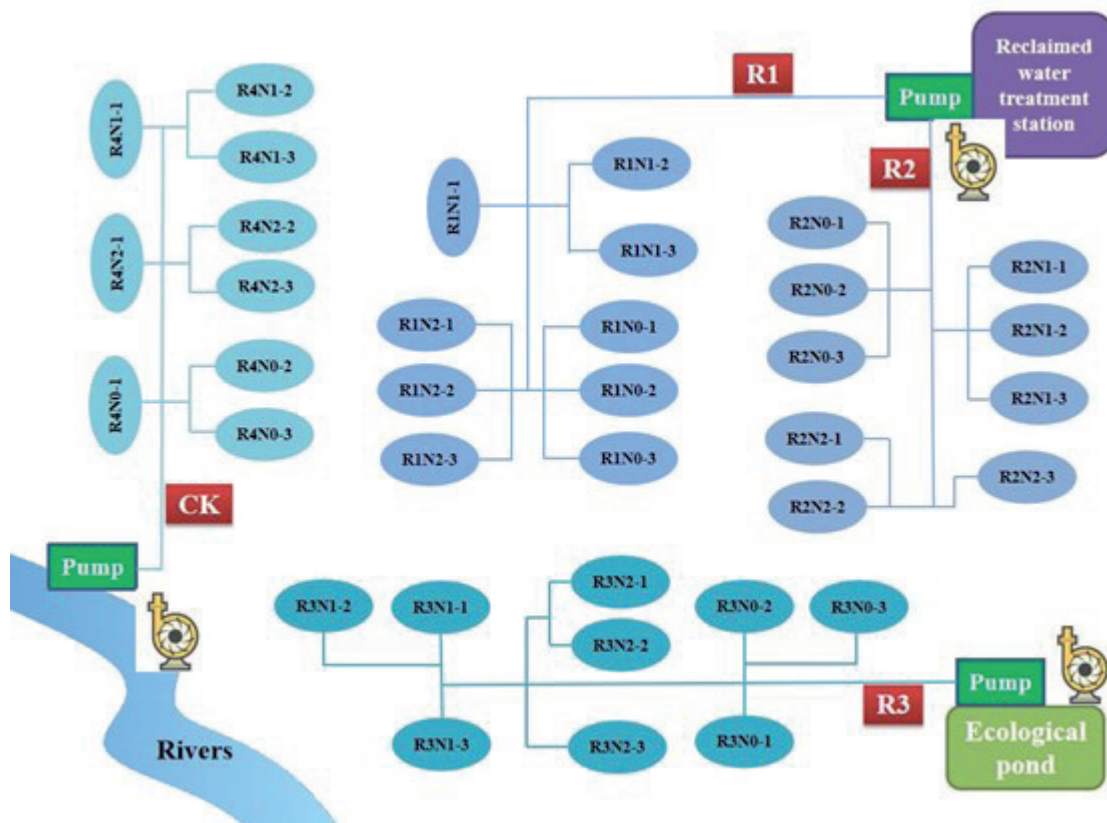 Reclaimed
water
treatment
station
Pump
R1
R2
R4N1-1
R4N1-2
R4N1-3
R4N2-1
R4N2-2
R4N2-3
R4N0-1
R4N0-2
R4N0-3
CK
Pump
Rivers
R1N1-1
R1N1-2
R1N1-3
R1N2-1
R1N2-2
R1N2-3
R1N0-1
R1N0-2
R1N0-3
R2N0-1
R2N0-2
R2N0-3
R2N1-1
R2N1-2
R2N1-3
R2N2-1
R2N2-2
R2N2-3
R3N1-2
R3N1-1
R3N1-3
R3N2-1
R3N2-2
R3N2-3
R3N0-2
R3N0-3
R3N0-1
R3
Pump
Ecological
pond